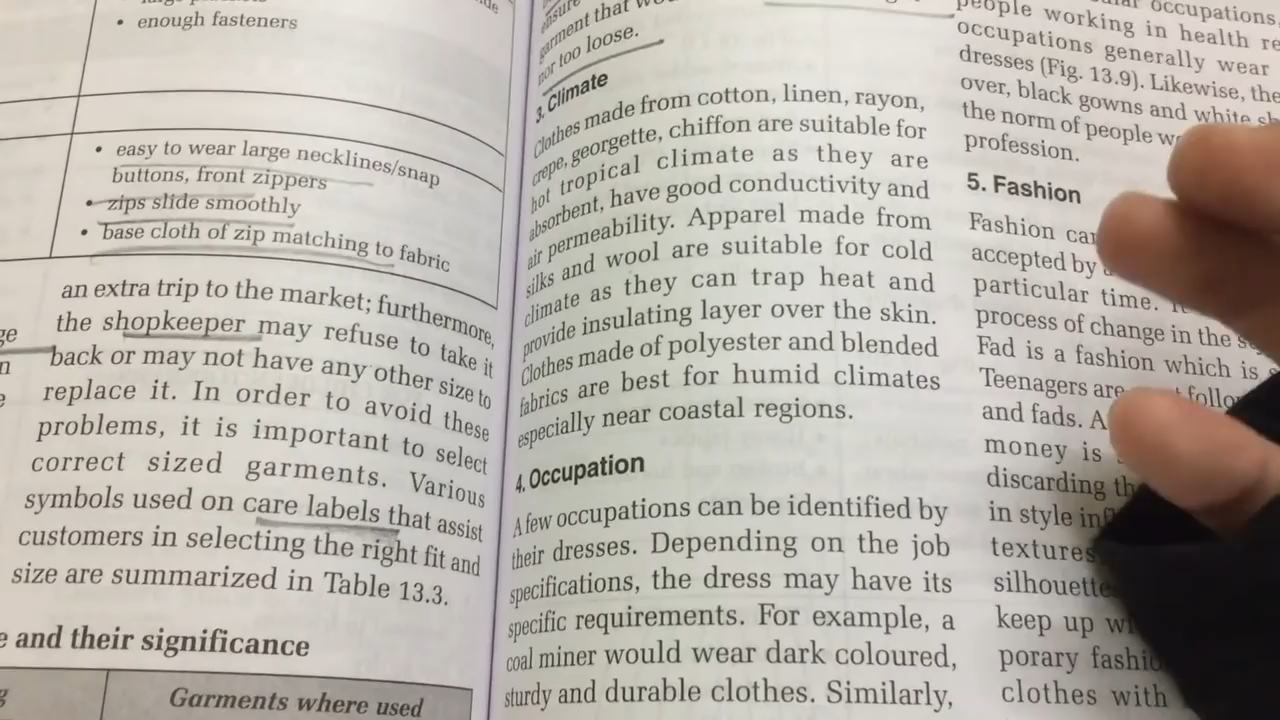 • enough fasteners
• easy to wear large necklines/snap
buttons, front zippers
• zips slide smoothly
• base cloth of zip matching to fabric
an extra trip to the market; furthermore,
the shopkeeper may refuse to take it
back or may not have any other size to
replace it. In order to avoid these
problems, it is important to select
correct sized garments. Various
symbols used on care labels that assist
customers in selecting the right fit and
size are summarized in Table 13.3.
and their significance
Garments where used
ensure
garment that
nor too loose.
3. Climate
Clothes made from cotton, linen, rayon,
crepe, georgette, chiffon are suitable for
hot tropical climate as they are
absorbent, have good conductivity and
air permeability. Apparel made from
silks and wool are suitable for cold
climate as they can trap heat and
provide insulating layer over the skin.
Clothes made of polyester and blended
fabrics are best for humid climates
especially near coastal regions.
4. Occupation
A few occupations can be identified by
their dresses. Depending on the job
specifications, the dress may have its
specific requirements. For example, a
coal miner would wear dark coloured,
sturdy and durable clothes. Similarly,
occupations,
people working in health
occupations generally wear
dresses (Fig. 13.9). Likewise, the
over, black gowns and white
the norm of people
profession.
5. Fashion
Fashion
accepted by
particular time.
process of change in the
Fad is a fashion which is
Teenagers are
and fads.
money is
discarding
in style
textures
keep up
clothes with